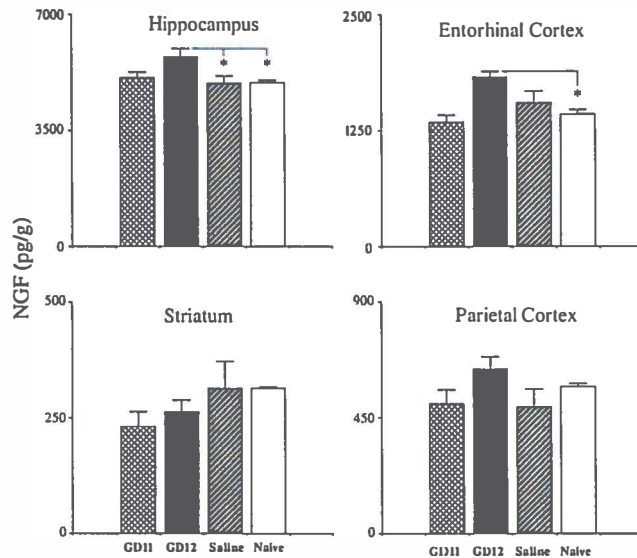 Hippocampus
7000
3500
0
*
*
Entorhinal Cortex
2500
1250
0
*
NGF (pg/g)
Striatum
500
250
0
GD11 GD12 Saline Naive
Parietal Cortex
900
450
0
GD11 GD12 Saline Naive